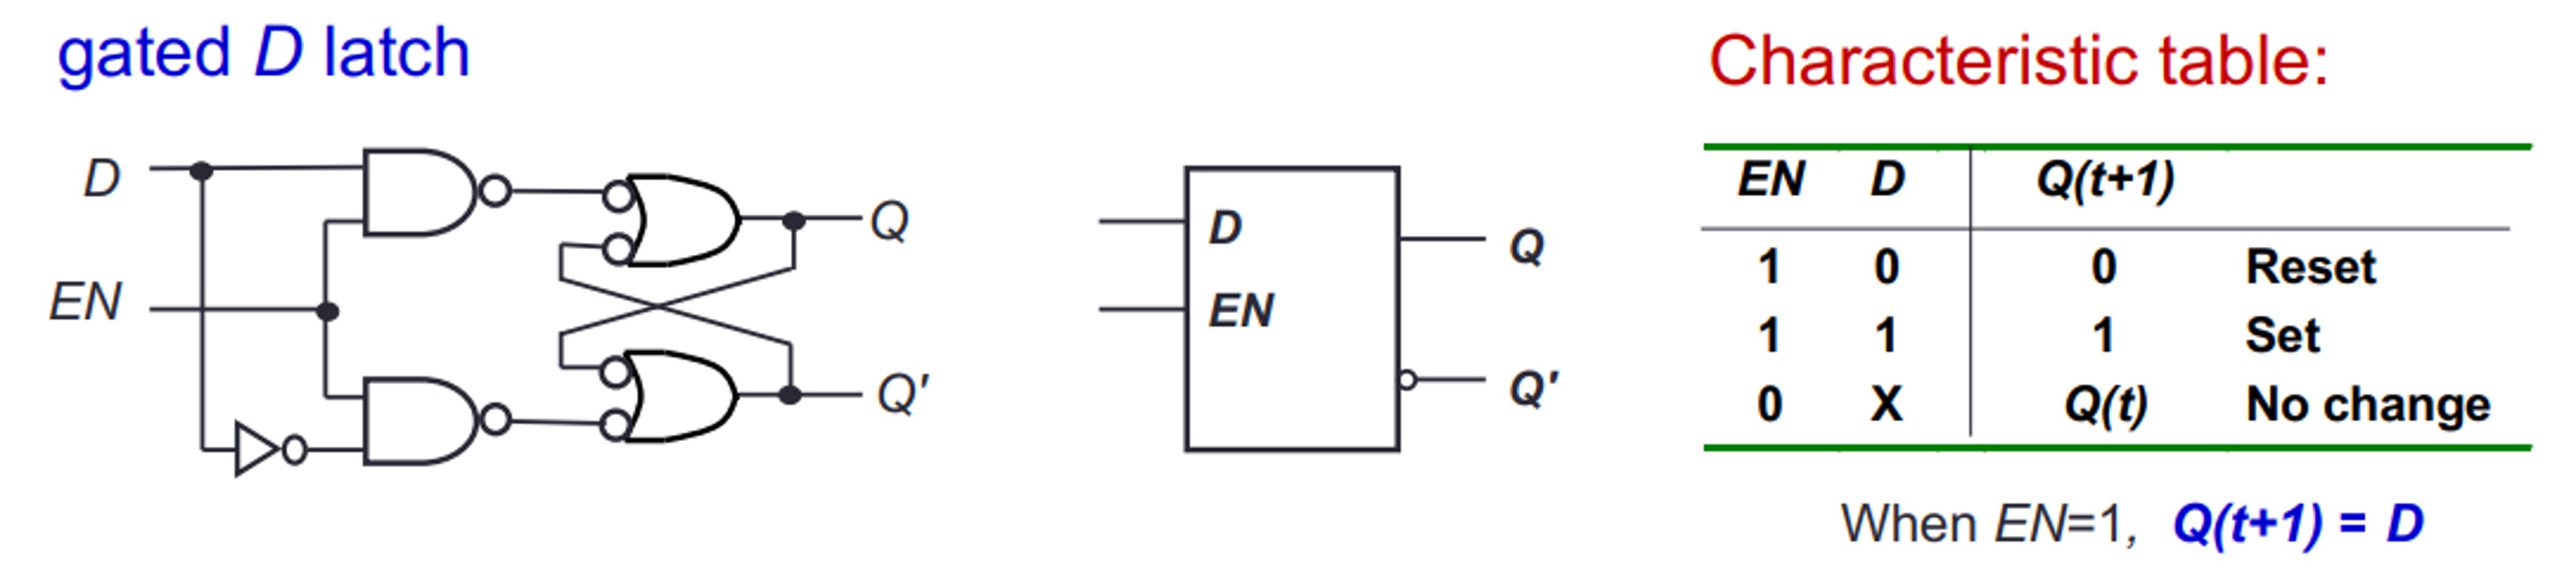 gated D latch
D
EN
Q
Q'
D
EN
Q
Q'
Characteristic table:
EN D Q(t+1)
1 0 0 Reset
1 1 1 Set
0 X Q(t) No change
When EN=1, Q(t+1) = D